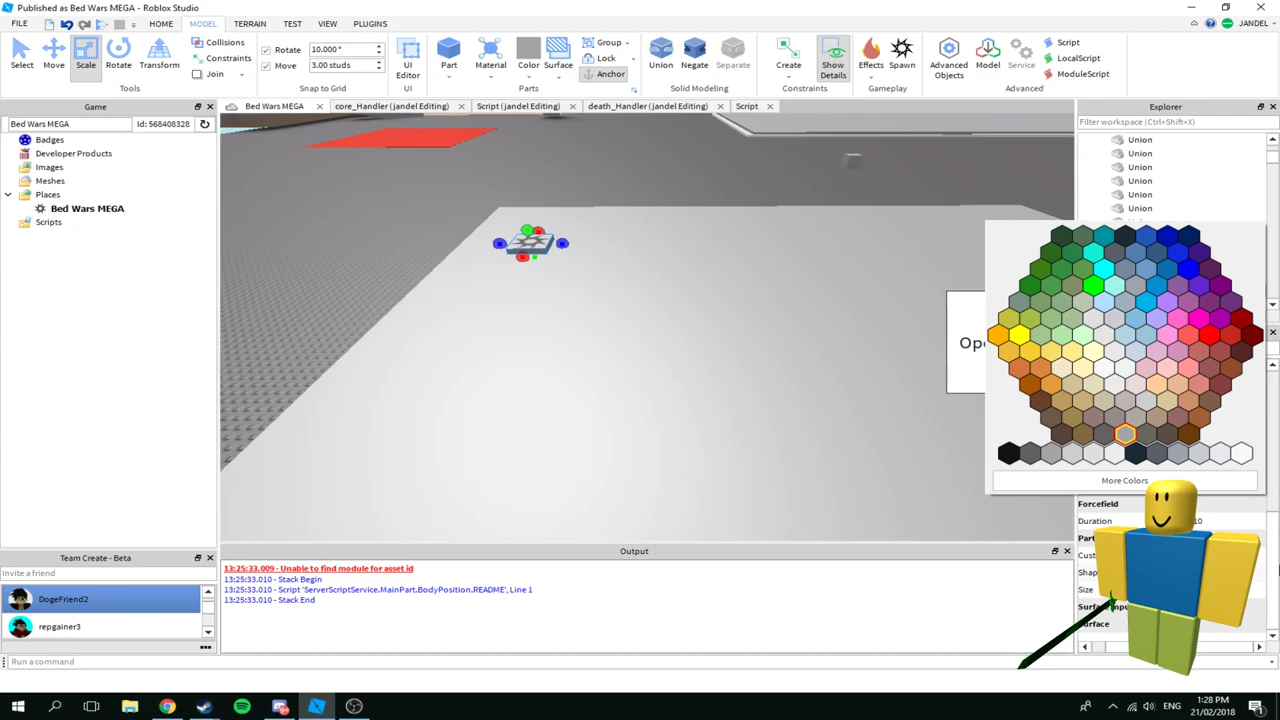 Published as Bed Wars MEGA - Roblox Studio
FILE HOME MODEL TERRAIN TEST VIEW PLUGINS JANDEL
Select Move Scale Rotate Transform
Tools
Collisions
Constraints
Join
Rotate 10.000 °
Move 3.00 studs
Snap to Grid
UI Editor
UI
Part Material Color Surface
Group
Lock
Anchor
Parts
Union Negate Separate
Solid Modeling
Create Show Details
Constraints
Effects Spawn
Gameplay
Advanced Objects Model Service
Script
LocalScript
ModuleScript
Advanced
Game
Bed Wars MEGA id: 568408328
Badges
Developer Products
Images
Meshes
Places
Bed Wars MEGA
Scripts
Bed Wars MEGA core_Handler (jandel Editing) Script (jandel Editing) death_Handler (jandel Editing) Script
Explorer
Filter workspace (Ctrl+Shift+X)
Union
Union
Union
Union
Union
Union
More Colors
Forcefield
Duration 10
Part
Shap
Size
Surface
Team Create - Beta
Invite a friend
DogeFriend2
repgainer3
Output
13:25:33.009 - Unable to find module for asset id
13:25:33.010 - Stack Begin
13:25:33.010 - Script 'ServerScriptService.MainPart.BodyPosition.README', Line 1
13:25:33.010 - Stack End
Run a command
ENG
1:28 PM
21/02/2018